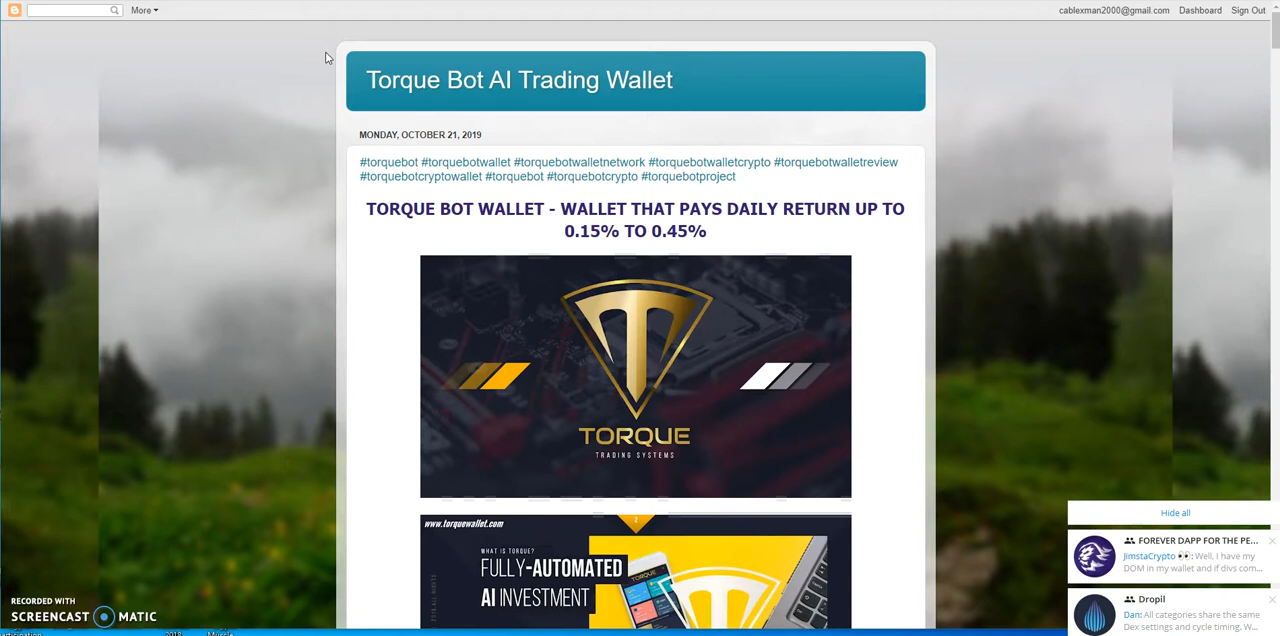 More
cablexman2000@gmail.com Dashboard Sign Out
Torque Bot AI Trading Wallet
MONDAY, OCTOBER 21, 2019
#torquebot #torquebotwallet #torquebotwalletnetwork #torquebotwalletcrypto #torquebotwalletreview
#torquebotcryptowallet #torquebot #torquebotcrypto #torquebotproject
TORQUE BOT WALLET - WALLET THAT PAYS DAILY RETURN UP TO
0.15% TO 0.45%
TORQUE
TRADING SYSTEMS
www.torquewallet.com
2
WHAT IS TORQUE?
FULLY-AUTOMATED
AI INVESTMENT
TORQUE
Hide all
FOREVER DAPP FOR THE PE...
JimstaCrypto 👀: Well, I have my
DOM in my wallet and if divs com...
Dropil
Dan: All categories share the same
Dex settings and cycle timing. W...
RECORDED WITH
SCREENCAST MATIC
2018 Muscle